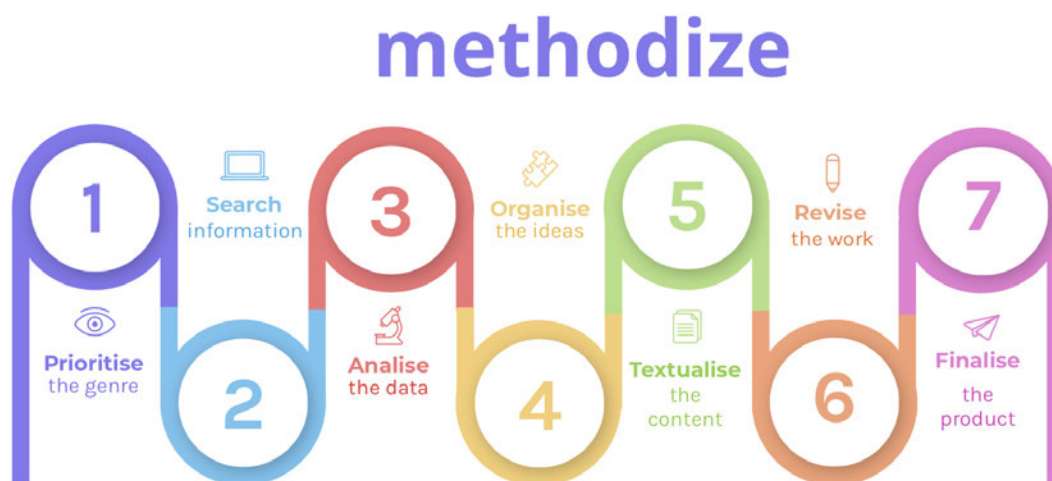 methodize
1
Prioritise
the genre
2
Search
information
3
Analise
the data
4
Organise
the ideas
5
Textualise
the
content
6
Revise
the work
7
Finalise
the
product